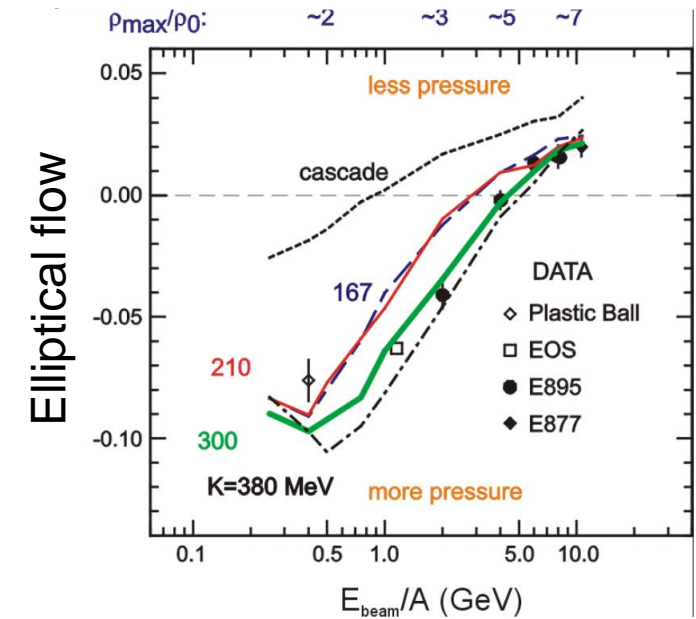 ρmax/ρ0: ~2 ~3 ~5 ~7
0.05
less pressure
cascade
0.00
Elliptical flow
167
DATA
-0.05
Plastic Ball
EOS
210
E895
E877
-0.10
300
K=380 MeV
more pressure
0.1 0.5 1.0 5.0 10.0
Ebeam/A (GeV)